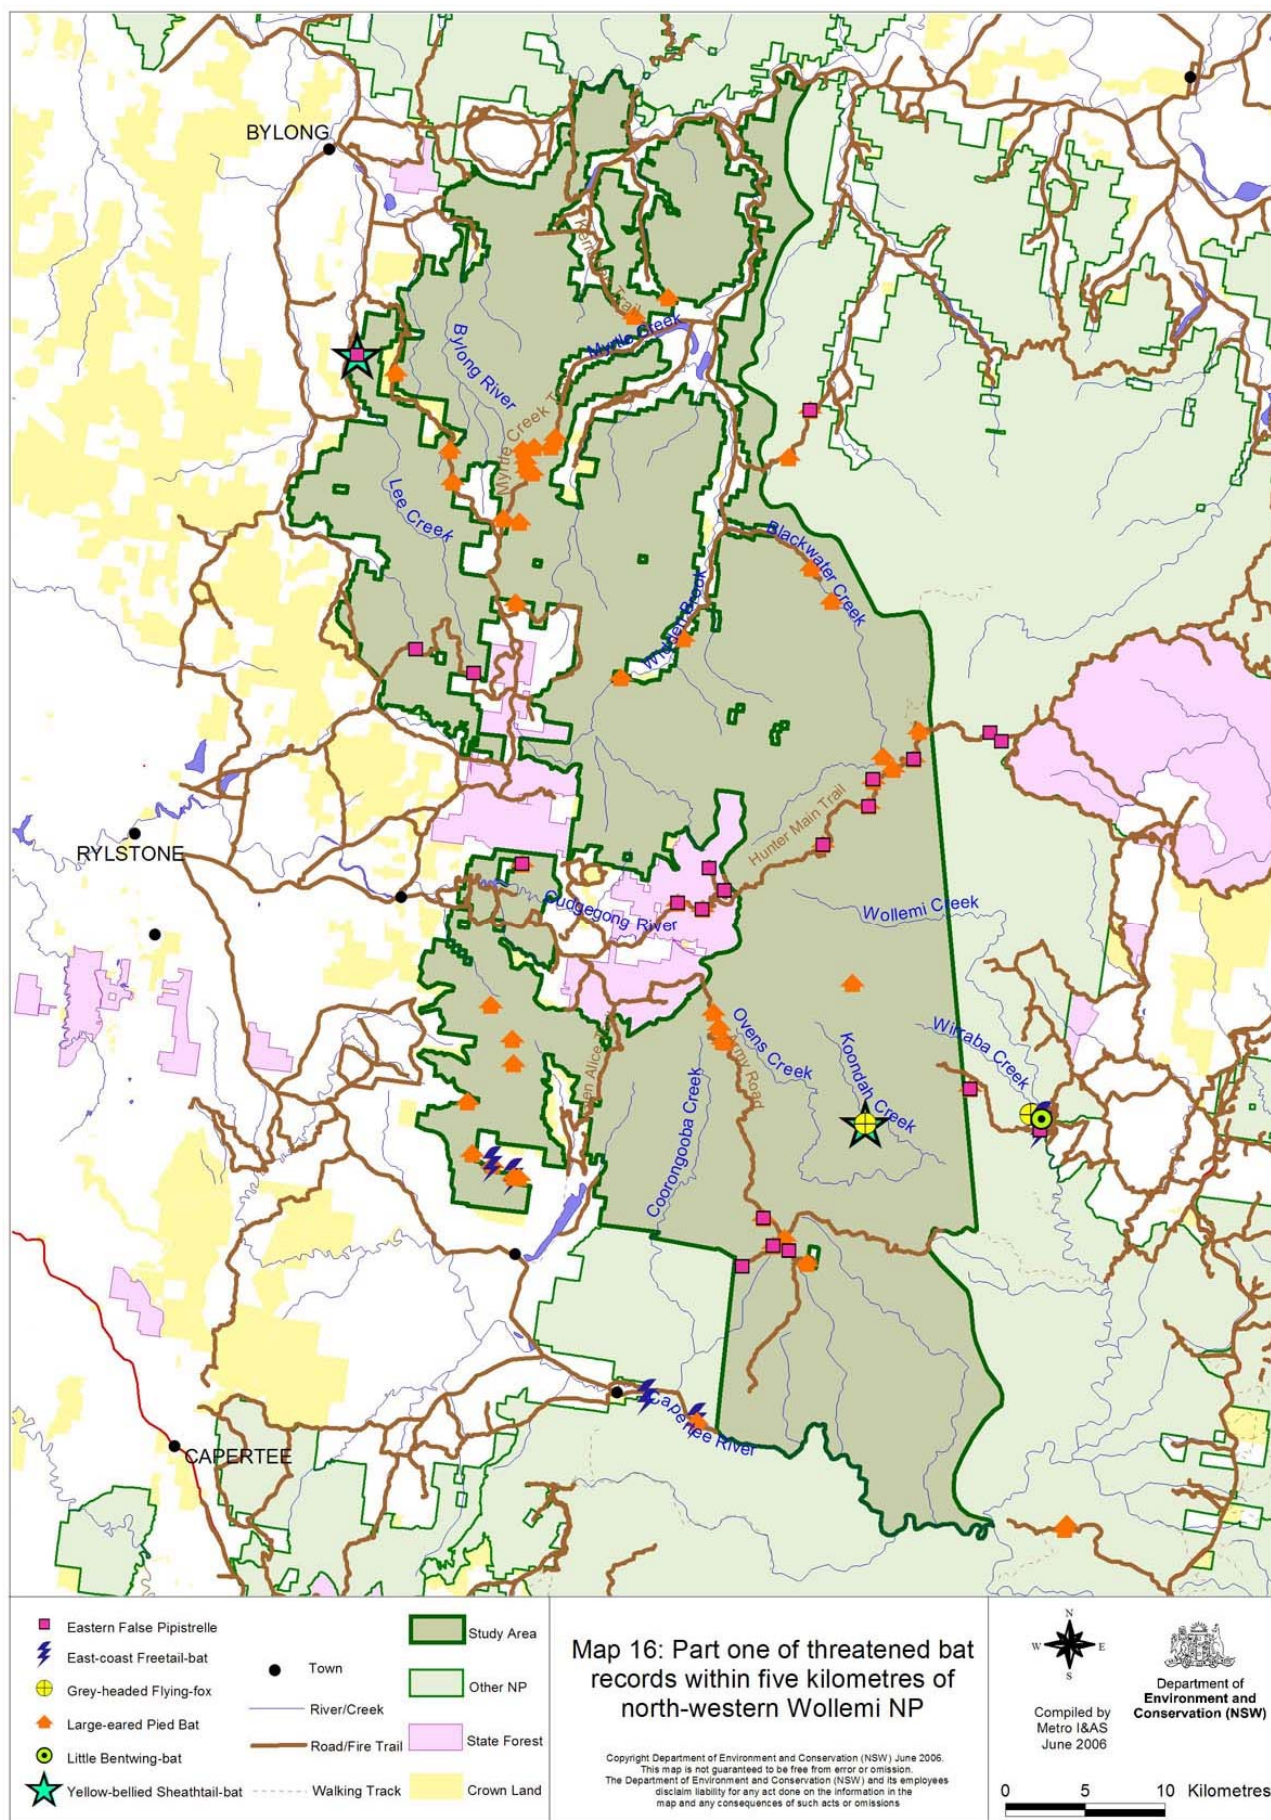 BYLONG
Kerrabee Trail
Myrtle Creek
Bylong River
Myrtle Creek Trail
Lee Creek
Blackwater Creek
Widden Brook
Hunter Main Trail
RYLSTONE
Cudgegong River
Wollemi Creek
Wirraba Creek
Ovens Creek
Koondah Creek
Army Road
Glen Alice Trail
Coorongooba Creek
Capertee River
CAPERTEE
Eastern False Pipistrelle
East-coast Freetail-bat
Grey-headed Flying-fox
Large-eared Pied Bat
Little Bentwing-bat
Yellow-bellied Sheathtail-bat
Town
River/Creek
Road/Fire Trail
Walking Track
Study Area
Other NP
State Forest
Crown Land
Map 16: Part one of threatened bat
records within five kilometres of
north-western Wollemi NP
Copyright Department of Environment and Conservation (NSW) June 2006.
This map is not guaranteed to be free from error or omission.
The Department of Environment and Conservation (NSW) and its employees
disclaim liability for any act done on the information in the
map and any consequences of such acts or omissions
N
W E
S
Compiled by
Metro I&AS
June 2006
Department of
Environment and
Conservation (NSW)
0 5 10 Kilometres